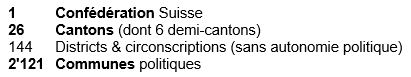 1 Confédération Suisse
26 Cantons (dont 6 demi-cantons)
144 Districts & circonscriptions (sans autonomie politique)
2'121 Communes politiques